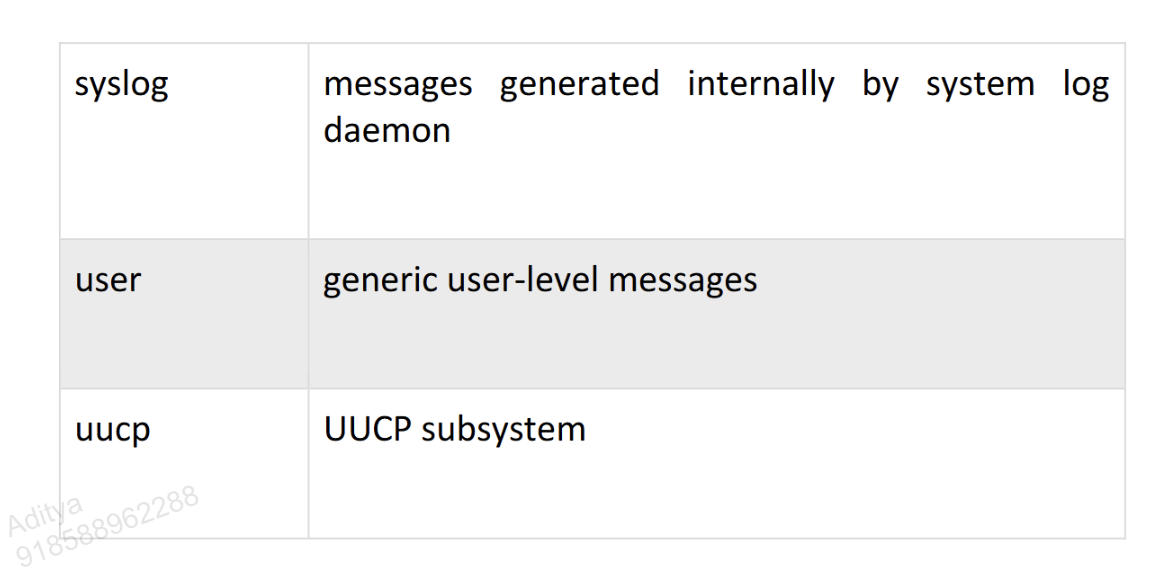 syslog
messages generated internally by system log
daemon
user
generic user-level messages
uucp
UUCP subsystem
Aditya
918588962288